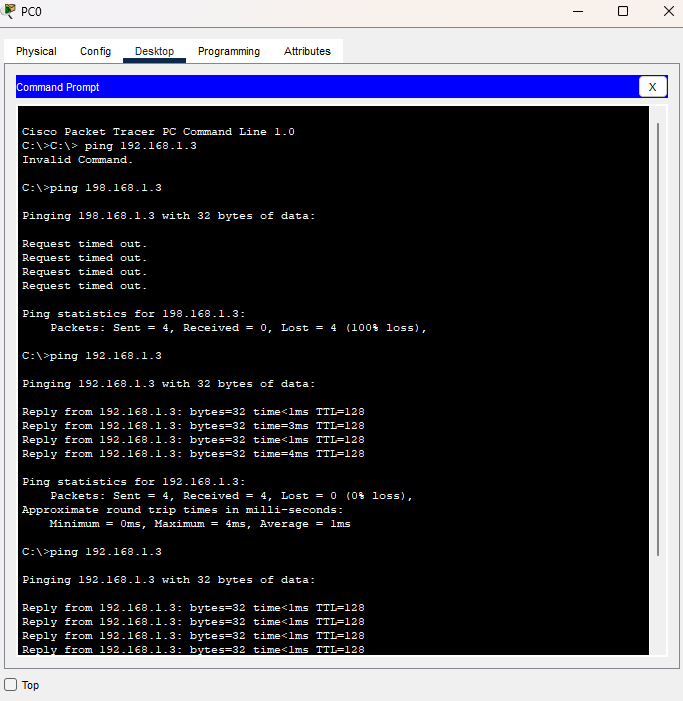 PC0
Physical Config Desktop Programming Attributes
Command Prompt X
Cisco Packet Tracer PC Command Line 1.0
C:\>C:\> ping 192.168.1.3
Invalid Command.
C:\>ping 198.168.1.3
Pinging 198.168.1.3 with 32 bytes of data:
Request timed out.
Request timed out.
Request timed out.
Request timed out.
Ping statistics for 198.168.1.3:
Packets: Sent = 4, Received = 0, Lost = 4 (100% loss),
C:\>ping 192.168.1.3
Pinging 192.168.1.3 with 32 bytes of data:
Reply from 192.168.1.3: bytes=32 time<1ms TTL=128
Reply from 192.168.1.3: bytes=32 time=3ms TTL=128
Reply from 192.168.1.3: bytes=32 time<1ms TTL=128
Reply from 192.168.1.3: bytes=32 time=4ms TTL=128
Ping statistics for 192.168.1.3:
Packets: Sent = 4, Received = 4, Lost = 0 (0% loss),
Approximate round trip times in milli-seconds:
Minimum = 0ms, Maximum = 4ms, Average = 1ms
C:\>ping 192.168.1.3
Pinging 192.168.1.3 with 32 bytes of data:
Reply from 192.168.1.3: bytes=32 time<1ms TTL=128
Reply from 192.168.1.3: bytes=32 time<1ms TTL=128
Reply from 192.168.1.3: bytes=32 time<1ms TTL=128
Reply from 192.168.1.3: bytes=32 time<1ms TTL=128
Top